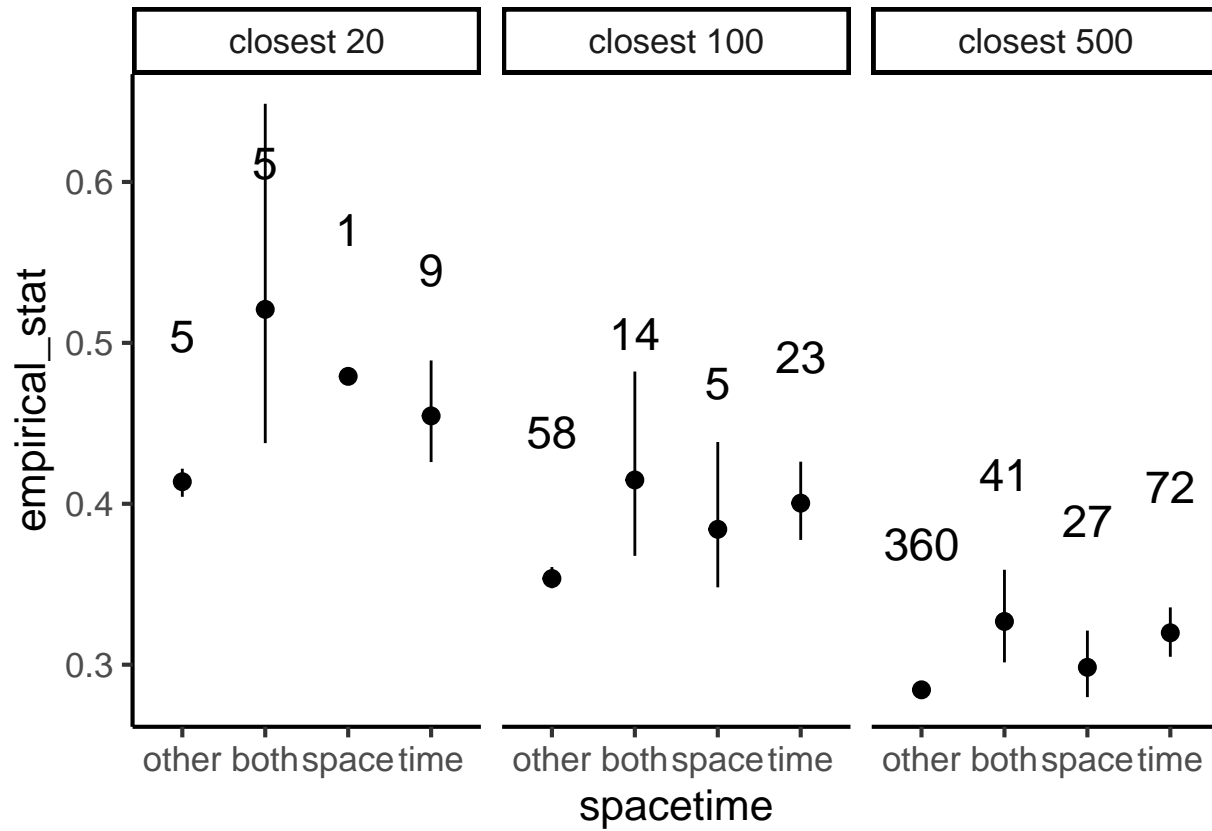 closest 20 closest 100 closest 500
0.6
0.5
0.4
0.3
empirical_stat
5 5 1 9
58 14 5 23
360 41 27 72
other both space time other both space time other both space time
spacetime